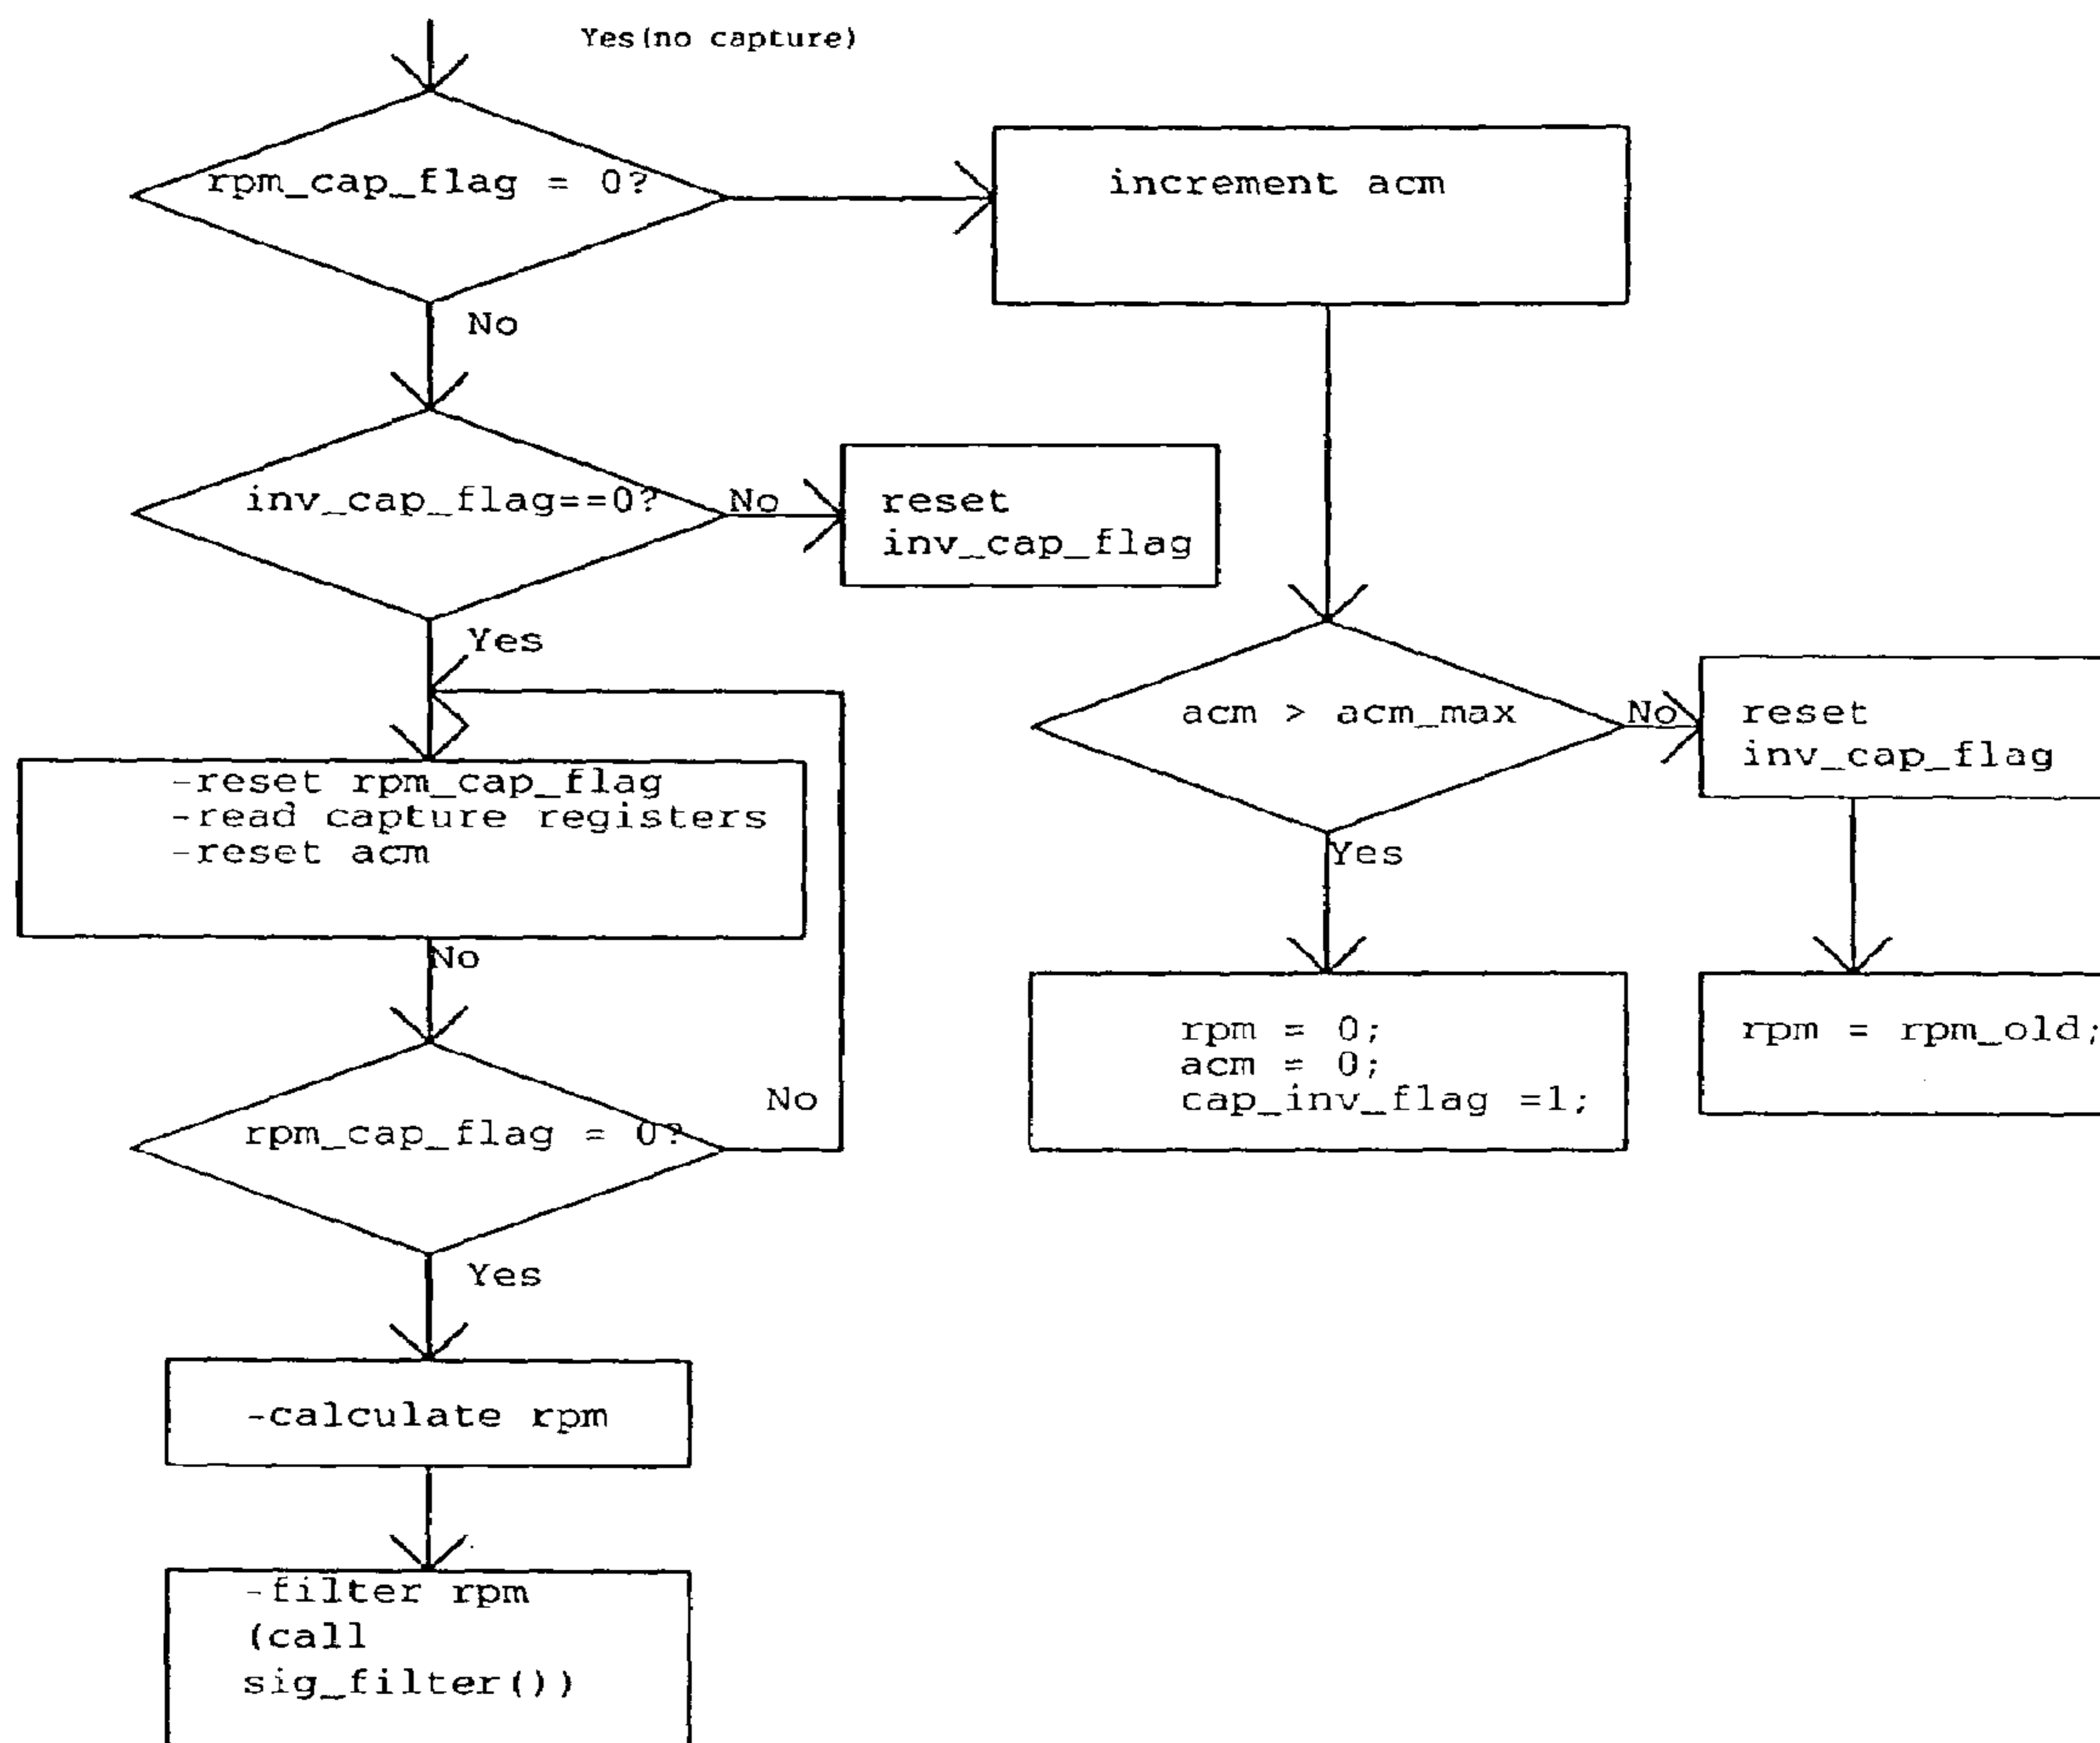 Yes(no capture)
rpm_cap_flag = 0?
increment acm
No
inv_cap_flag==0?
No
reset
inv_cap_flag
Yes
acm > acm_max
No
reset
inv_cap_flag
-reset rpm_cap_flag
-read capture registers
-reset acm
Yes
No
rpm = 0;
acm = 0;
cap_inv_flag =1;
rpm = rpm_old;
No
rpm_cap_flag = 0?
Yes
-calculate rpm
-filter rpm
(call
sig_filter())